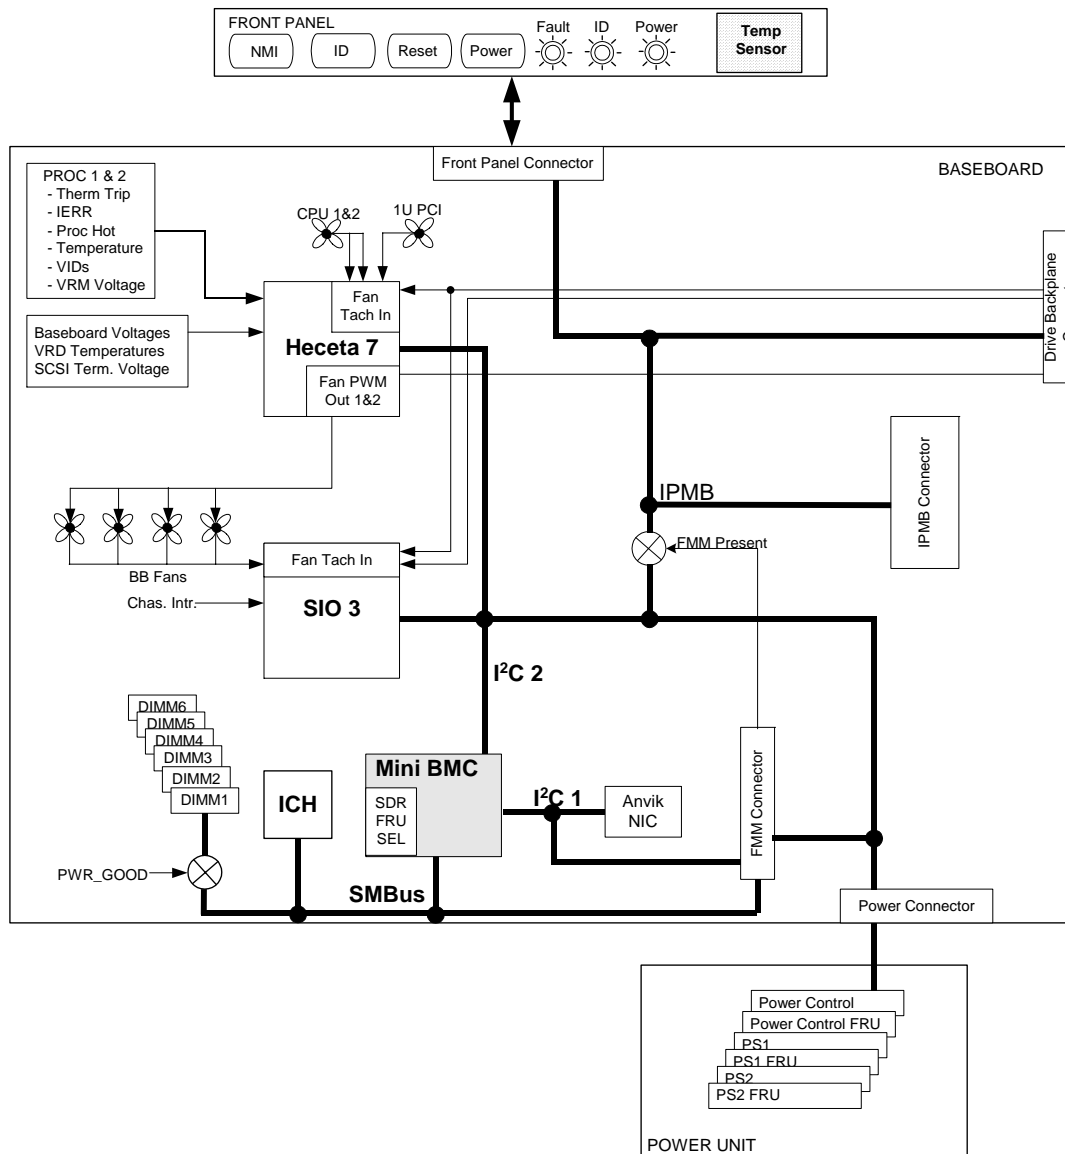 FRONT PANEL
NMI
ID
Reset
Power
Fault
ID
Power
Temp
Sensor
Front Panel Connector
BASEBOARD
PROC 1 & 2
- Therm Trip
- IERR
- Proc Hot
- Temperature
- VIDs
- VRM Voltage
CPU 1&2
1U PCI
Fan
Tach In
Heceta 7
Fan PWM
Out 1&2
Baseboard Voltages
VRD Temperatures
SCSI Term. Voltage
Drive Backplane
IPMB
IPMB Connector
FMM Present
BB Fans
Chas. Intr.
Fan Tach In
SIO 3
I²C 2
DIMM6
DIMM5
DIMM4
DIMM3
DIMM2
DIMM1
PWR_GOOD
ICH
Mini BMC
SDR
FRU
SEL
I²C 1
Anvik
NIC
FMM Connector
SMBus
Power Connector
Power Control
Power Control FRU
PS1
PS1 FRU
PS2
PS2 FRU
POWER UNIT